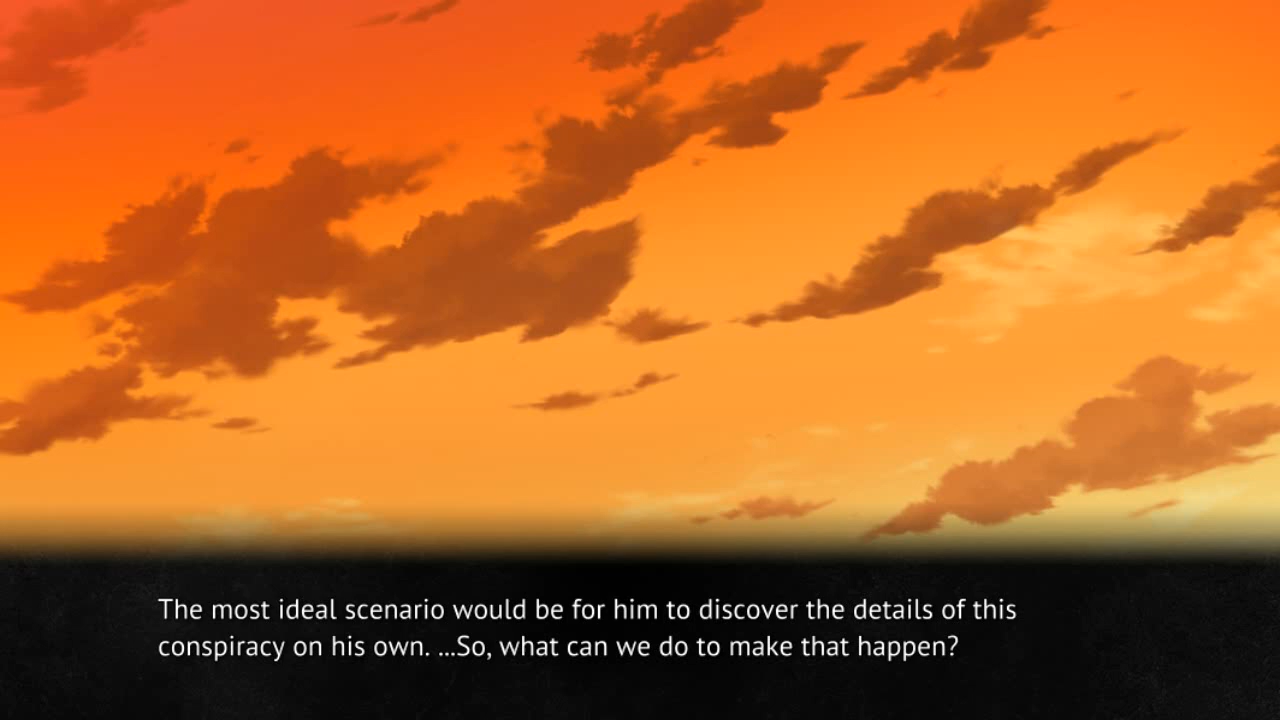 The most ideal scenario would be for him to discover the details of this
conspiracy on his own. ...So, what can we do to make that happen?